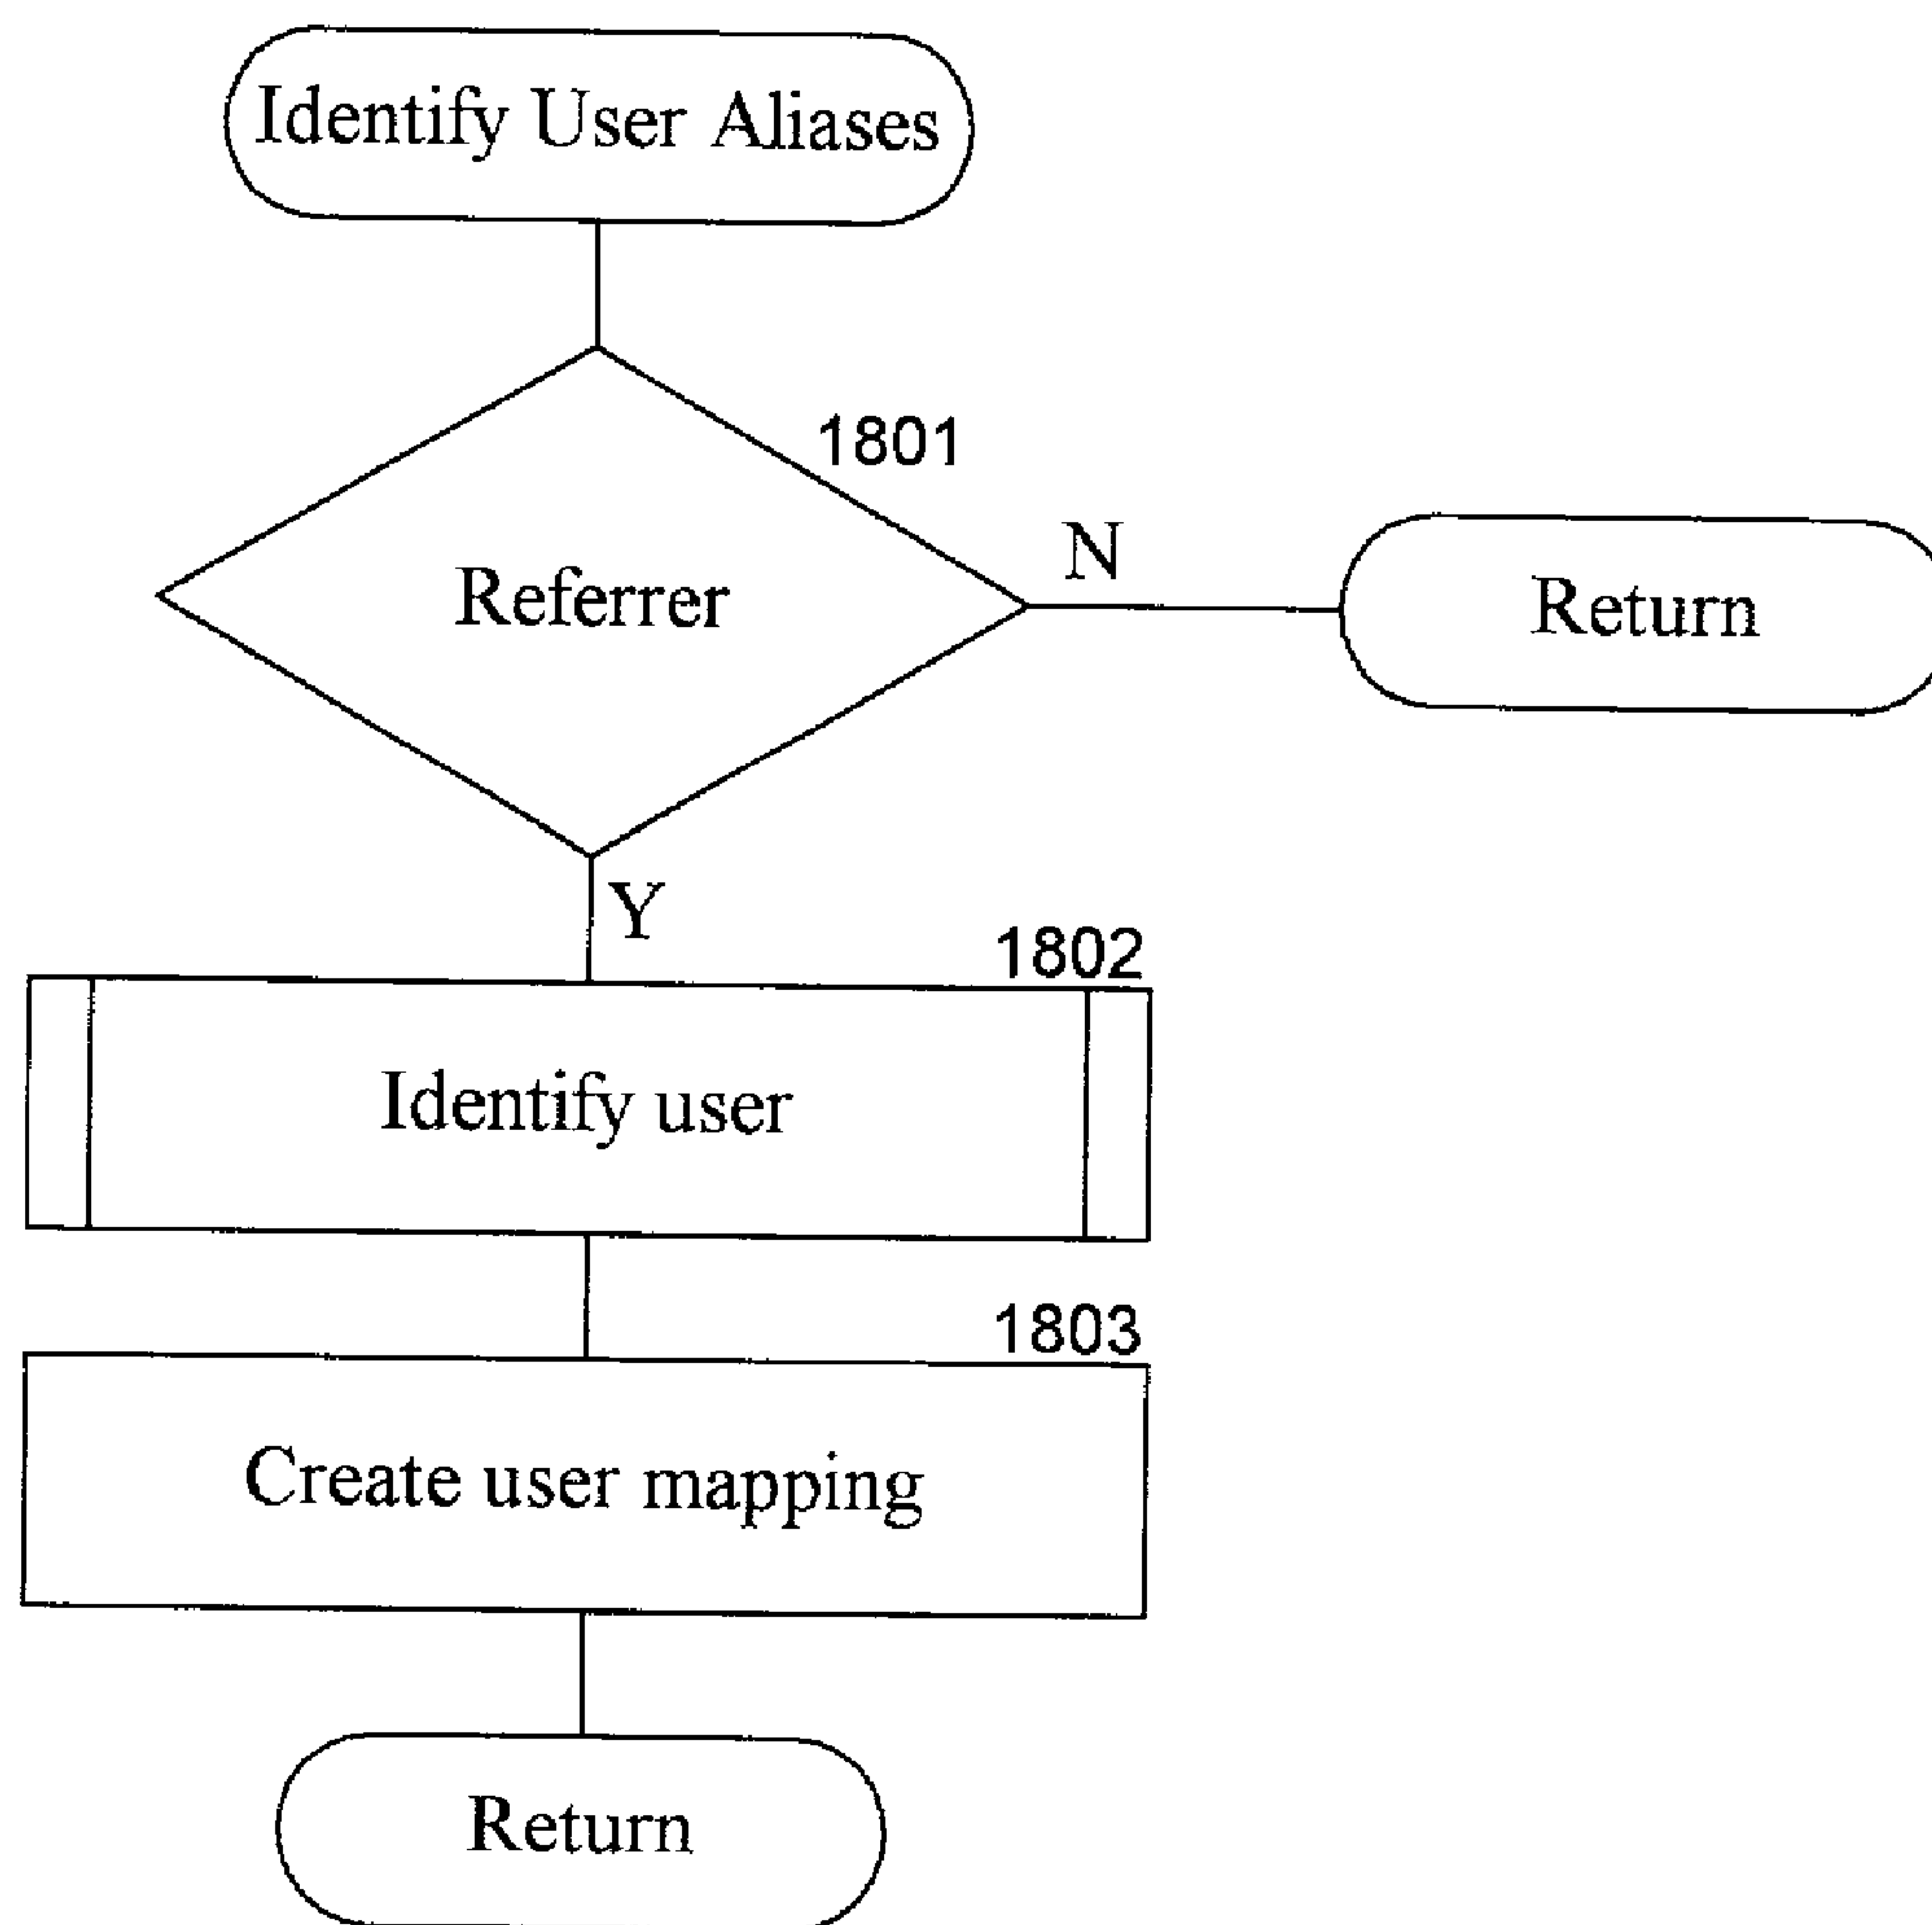 Identify User Aliases
1801
Referrer
N
Return
Y
1802
Identify user
1803
Create user mapping
Return